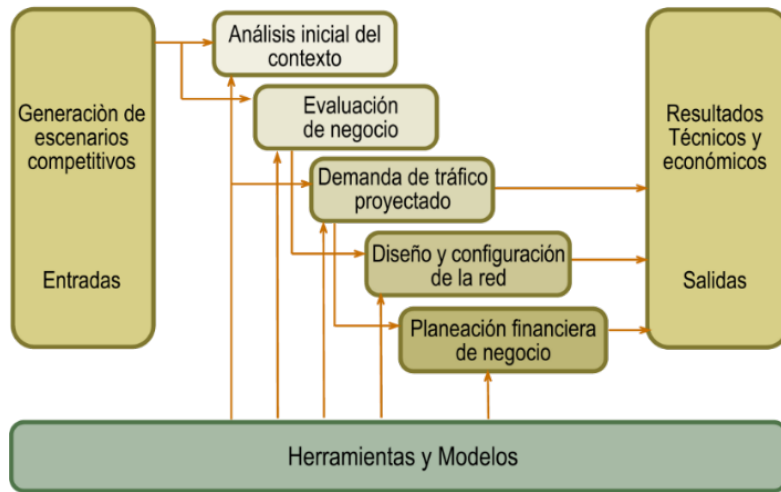 Generaciòn de
escenarios
competitivos
Entradas
Análisis inicial del
contexto
Evaluación
de negocio
Demanda de tráfico
proyectado
Diseño y configuración
de la red
Planeación financiera
de negocio
Resultados
Técnicos y
económicos
Salidas
Herramientas y Modelos